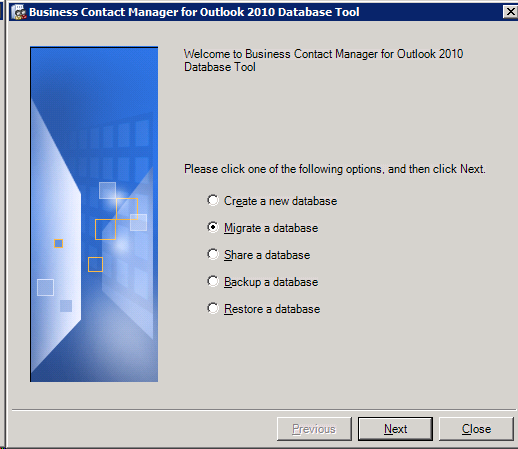 Business Contact Manager for Outlook 2010 Database Tool
Welcome to Business Contact Manager for Outlook 2010
Database Tool
Please click one of the following options, and then click Next.
Create a new database
Migrate a database
Share a database
Backup a database
Restore a database
Previous
Next
Close